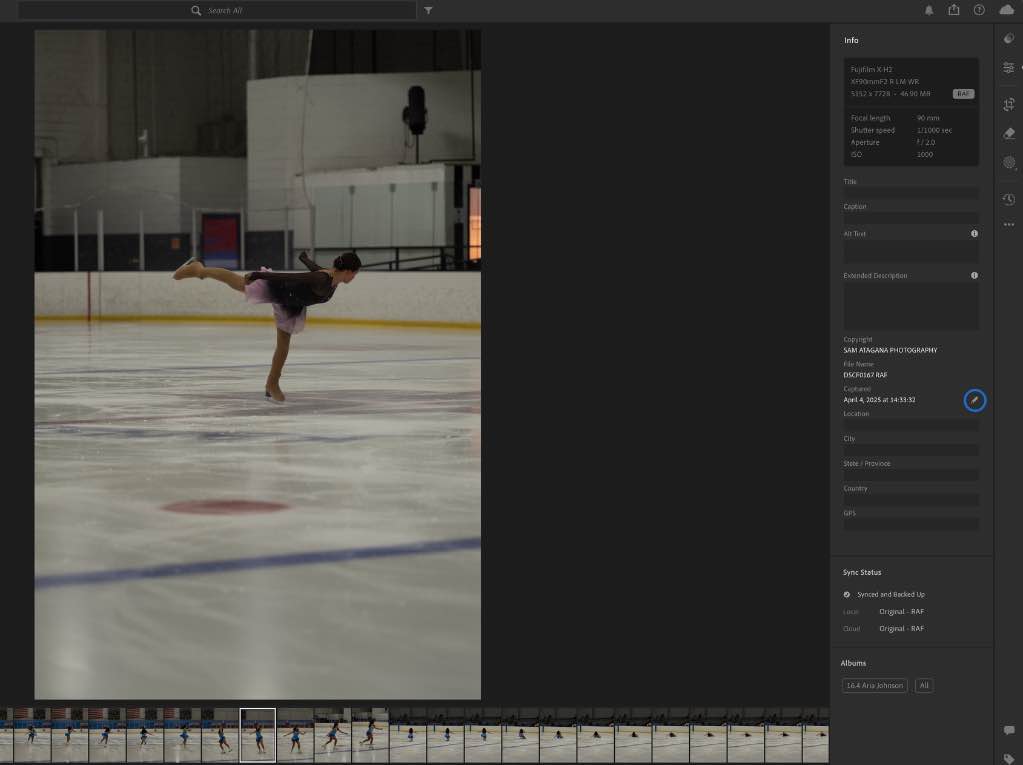 Search All
Info
Fujifilm X-H2
XF90mmF2 R LM WR
5352 x 7728 - 46.90 MB RAF
Focal length 90 mm
Shutter speed 1/1000 sec
Aperture f / 2.0
ISO 1000
Title
Caption
Alt Text
Extended Description
Copyright
SAM ATAGANA PHOTOGRAPHY
File Name
DSCF0167.RAF
Captured
April 4, 2025 at 14:33:32
Location
City
State / Province
Country
GPS
Sync Status
Synced and Backed Up
Local Original - RAF
Cloud Original - RAF
Albums
16.4 Aria Johnson All